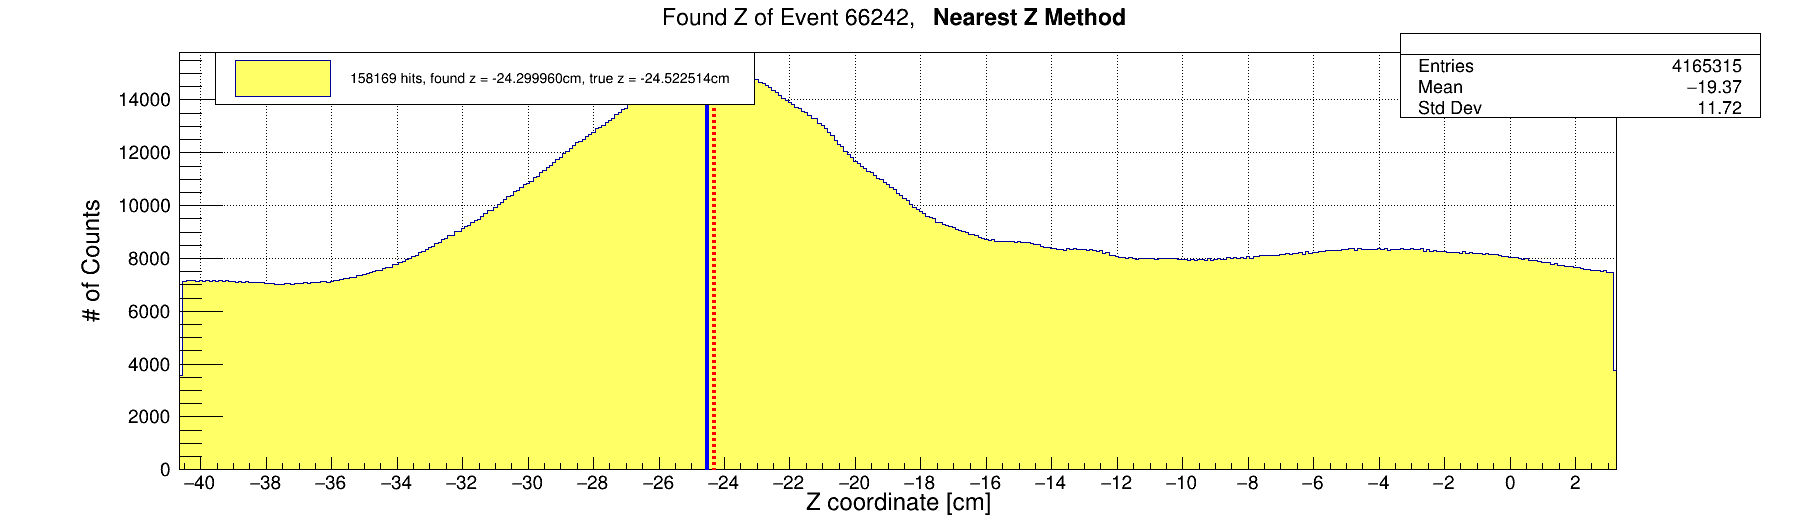 Found Z of Event 66242, Nearest Z Method
158169 hits, found z = -24.299960cm, true z = -24.522514cm
Entries 4165315
Mean −19.37
Std Dev 11.72
14000
12000
10000
8000
6000
4000
2000
0
# of Counts
−40 −38 −36 −34 −32 −30 −28 −26 −24 −22 −20 −18 −16 −14 −12 −10 −8 −6 −4 −2 0 2
Z coordinate [cm]